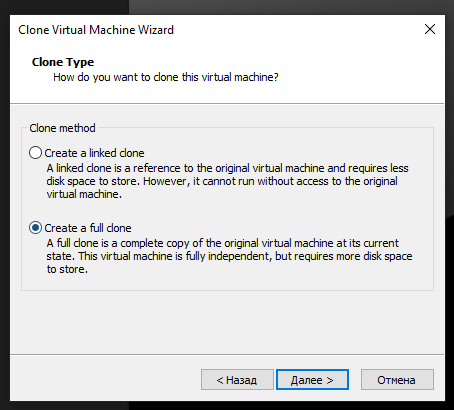 Clone Virtual Machine Wizard
Clone Type
How do you want to clone this virtual machine?
Clone method
Create a linked clone
A linked clone is a reference to the original virtual machine and requires less
disk space to store. However, it cannot run without access to the original
virtual machine.
Create a full clone
A full clone is a complete copy of the original virtual machine at its current
state. This virtual machine is fully independent, but requires more disk space
to store.
< Назад
Далее >
Отмена